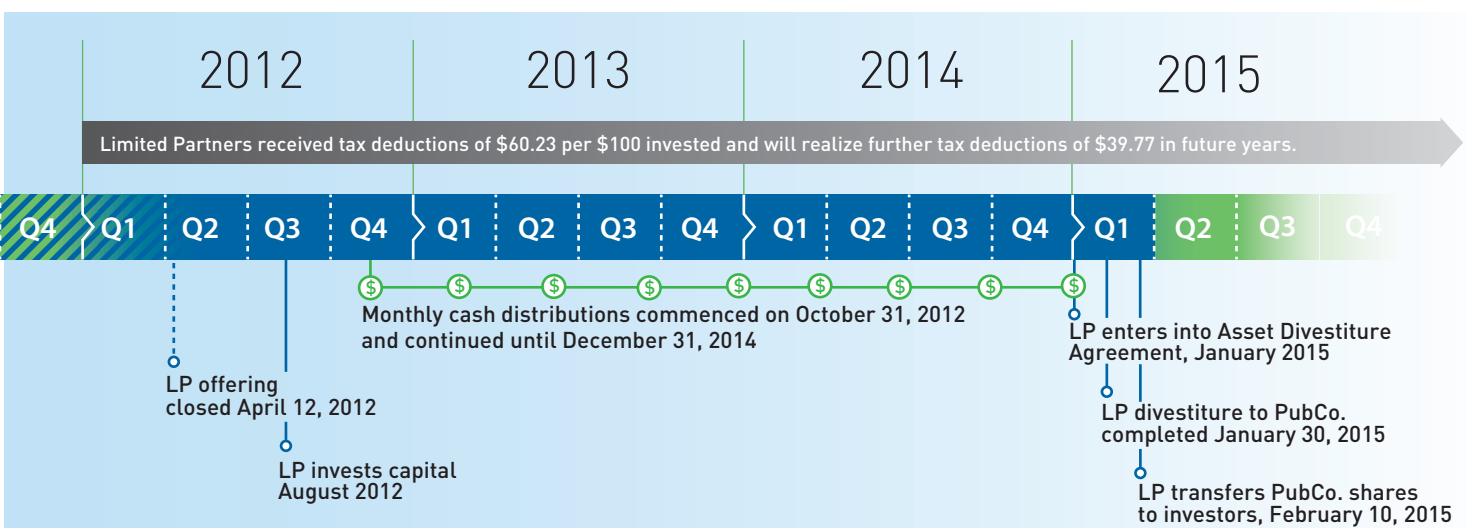 2012 2013 2014 2015
Limited Partners received tax deductions of $60.23 per $100 invested and will realize further tax deductions of $39.77 in future years.
Q4 Q1 Q2 Q3 Q4 Q1 Q2 Q3 Q4 Q1 Q2 Q3 Q4 Q1 Q2 Q3 Q4
$ $ $ $ $ $ $ $ $
Monthly cash distributions commenced on October 31, 2012
and continued until December 31, 2014
LP enters into Asset Divestiture
Agreement, January 2015
LP offering
closed April 12, 2012
LP divestiture to PubCo.
completed January 30, 2015
LP invests capital
August 2012
LP transfers PubCo. shares
to investors, February 10, 2015